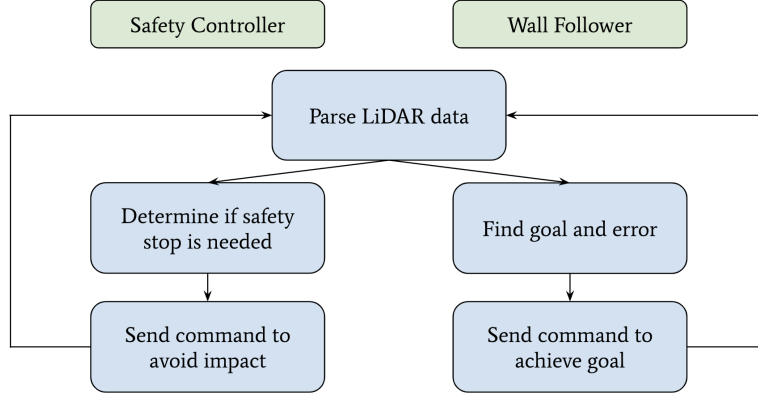 Safety Controller
Wall Follower
Parse LiDAR data
Determine if safety
stop is needed
Find goal and error
Send command to
avoid impact
Send command to
achieve goal